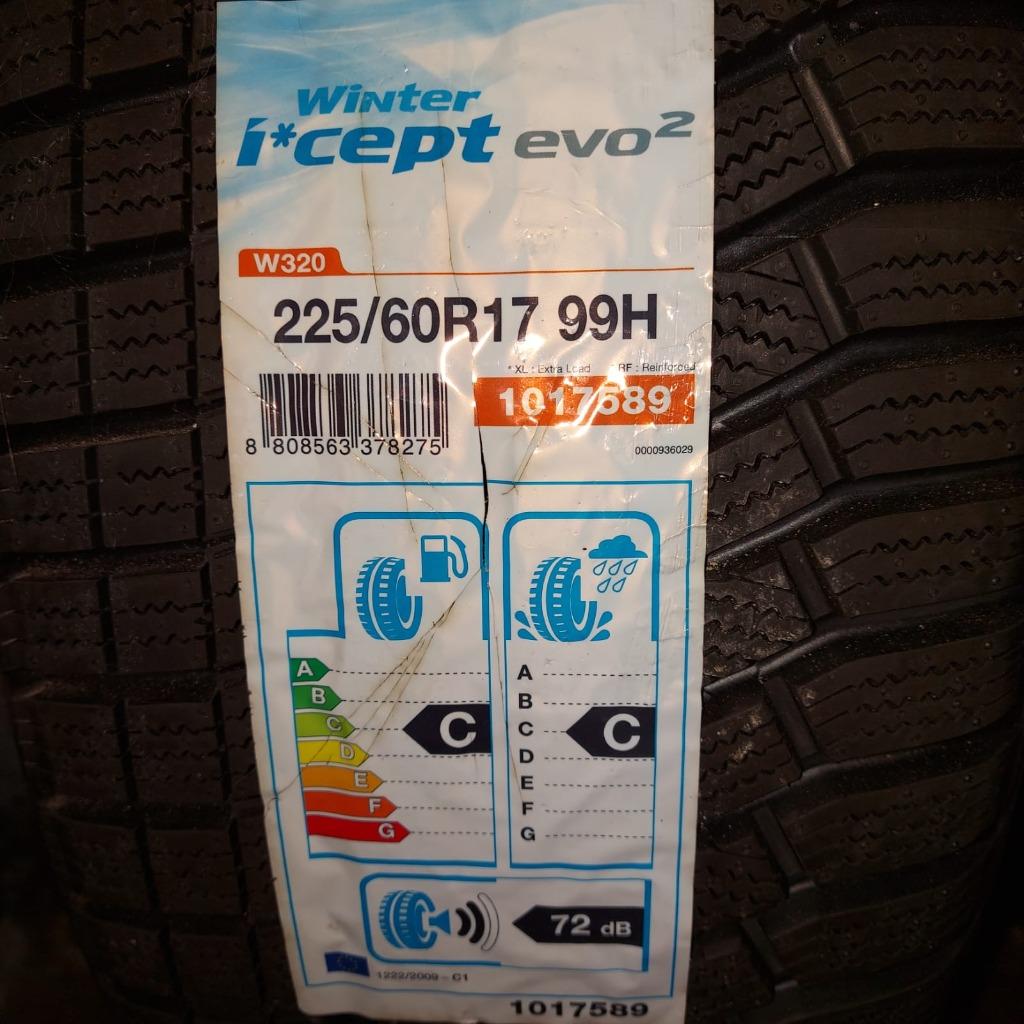 Winter
i*cept evo²
W320
225/60R17 99H
* XL : Extra Load * RF : Reinforced
1017589
8 808563 378275
0000936029
A
B
C
D
E
F
G
C
A
B
C
D
E
F
G
C
72 dB
1222/2009 - C1
1017589